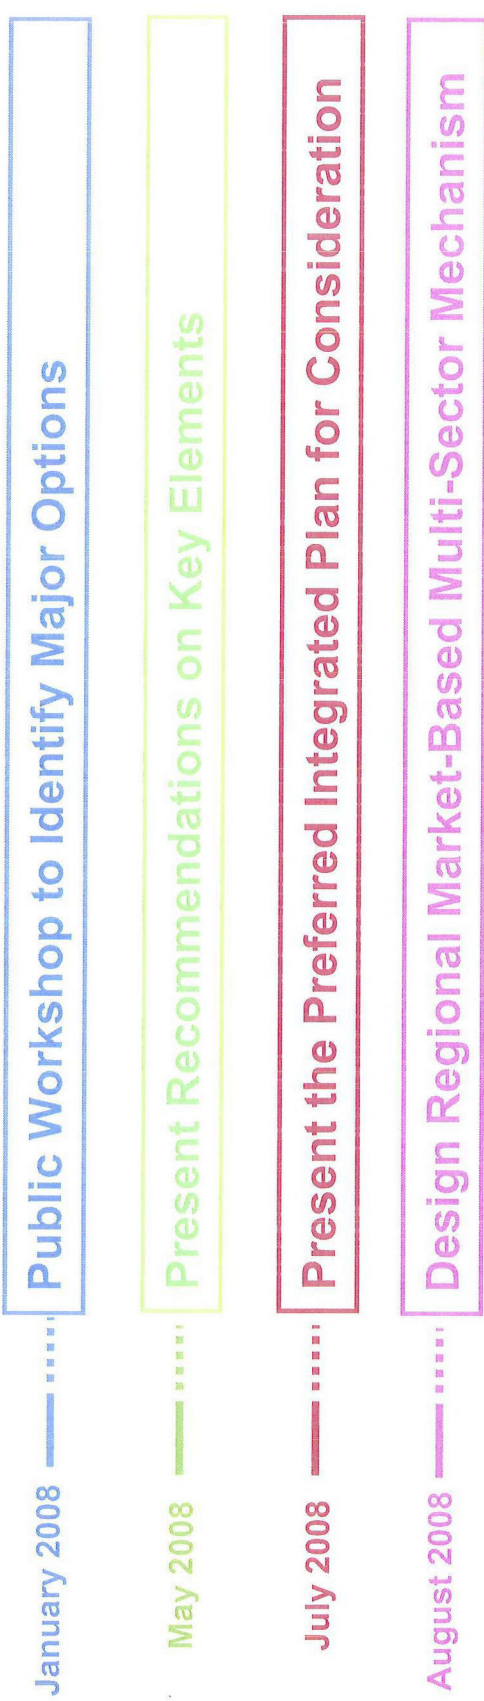 January 2008 Public Workshop to Identify Major Options
May 2008 Present Recommendations on Key Elements
July 2008 Present the Preferred Integrated Plan for Consideration
August 2008 Design Regional Market-Based Multi-Sector Mechanism